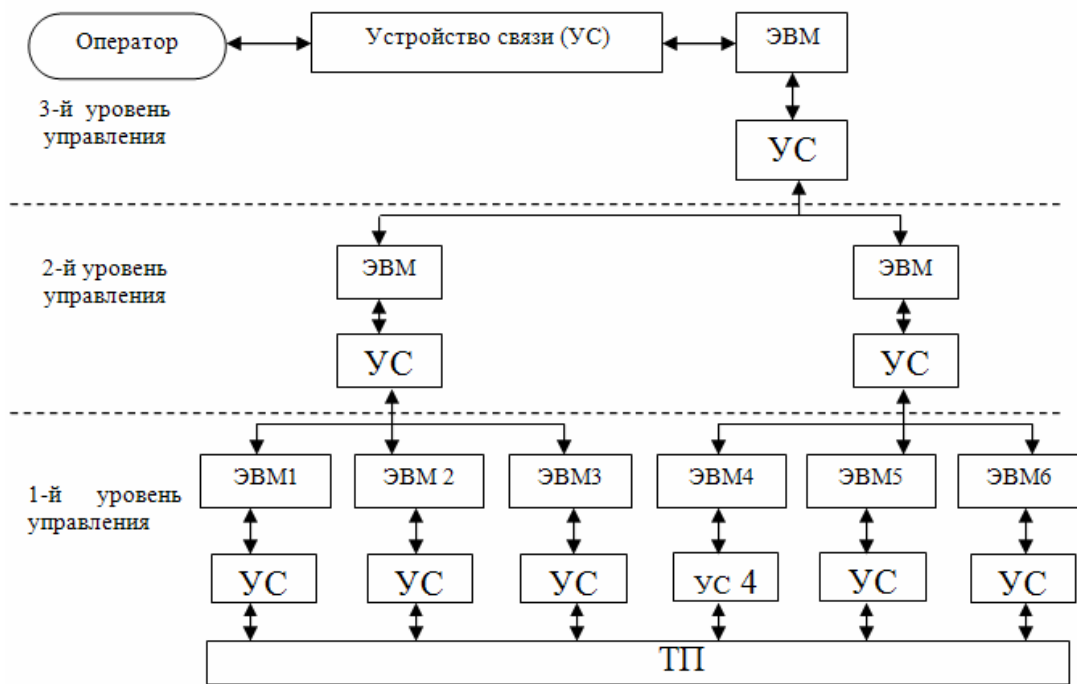 Оператор
Устройство связи (УС)
ЭВМ
3-й уровень
управления
УС
2-й уровень
управления
ЭВМ
ЭВМ
УС
УС
1-й уровень
управления
ЭВМ1
ЭВМ 2
ЭВМ3
ЭВМ4
ЭВМ5
ЭВМ6
УС
УС
УС
УС 4
УС
УС
ТП